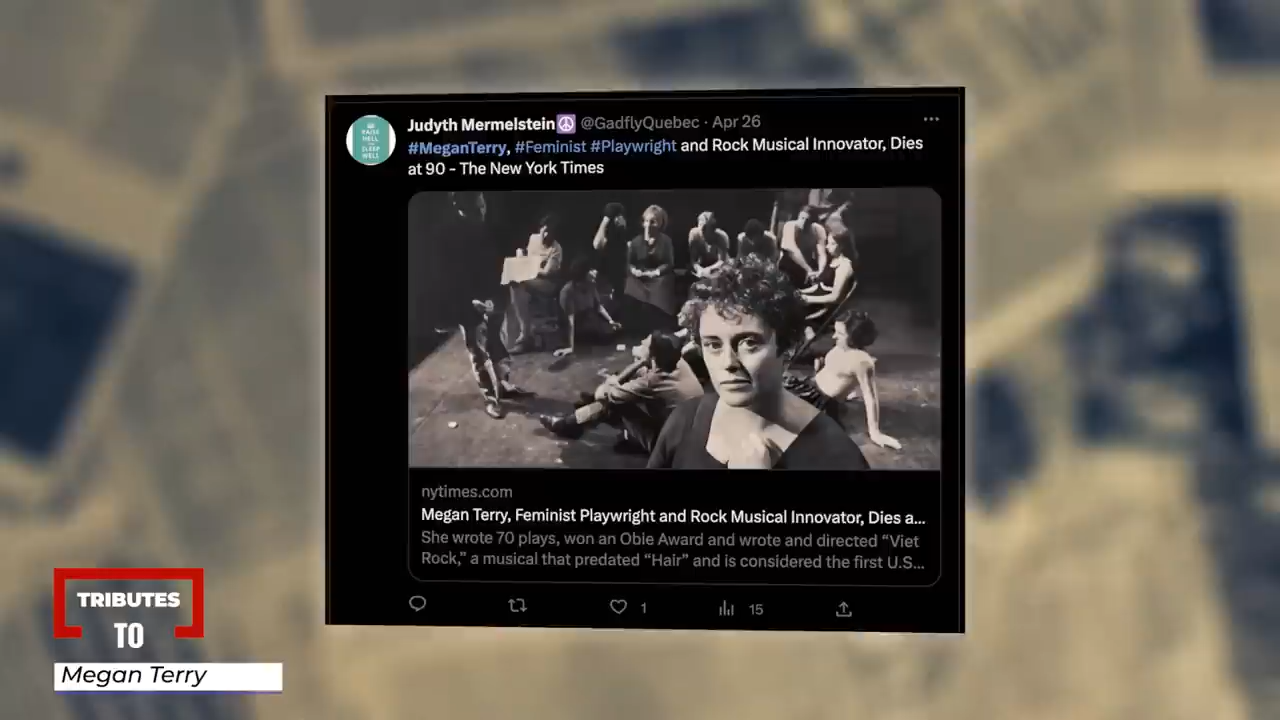 Judyth Mermelstein☮ @GadflyQuebec · Apr 26
#MeganTerry, #Feminist #Playwright and Rock Musical Innovator, Dies
at 90 - The New York Times
nytimes.com
Megan Terry, Feminist Playwright and Rock Musical Innovator, Dies a...
She wrote 70 plays, won an Obie Award and wrote and directed “Viet
Rock,” a musical that predated “Hair” and is considered the first U.S...
1
15
TRIBUTES
TO
Megan Terry